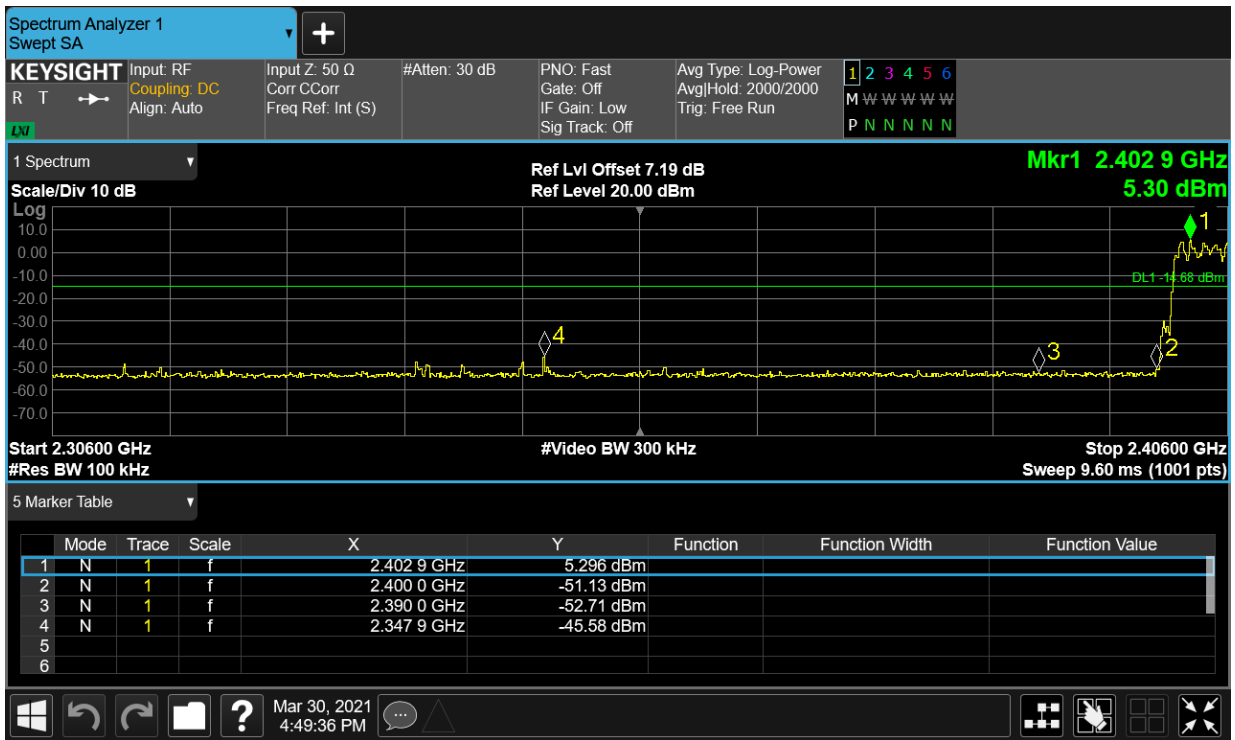 Spectrum Analyzer 1
Swept SA
KEYSIGHT
R T
LXI
Input: RF
Coupling: DC
Align: Auto
Input Z: 50 Ω
Corr CCorr
Freq Ref: Int (S)
#Atten: 30 dB
PNO: Fast
Gate: Off
IF Gain: Low
Sig Track: Off
Avg Type: Log-Power
Avg|Hold: 2000/2000
Trig: Free Run
1 2 3 4 5 6
M W W W W W
P N N N N N
1 Spectrum
Scale/Div 10 dB
Ref Lvl Offset 7.19 dB
Ref Level 20.00 dBm
Mkr1 2.402 9 GHz
5.30 dBm
Log
10.0
0.00
-10.0
-20.0
-30.0
-40.0
-50.0
-60.0
-70.0
1
DL1 -14.68 dBm
4
3
2
Start 2.30600 GHz
#Res BW 100 kHz
#Video BW 300 kHz
Stop 2.40600 GHz
Sweep 9.60 ms (1001 pts)
5 Marker Table
Mode Trace Scale X Y Function Function Width Function Value
1 N 1 f 2.402 9 GHz 5.296 dBm
2 N 1 f 2.400 0 GHz -51.13 dBm
3 N 1 f 2.390 0 GHz -52.71 dBm
4 N 1 f 2.347 9 GHz -45.58 dBm
5
6
?
Mar 30, 2021
4:49:36 PM